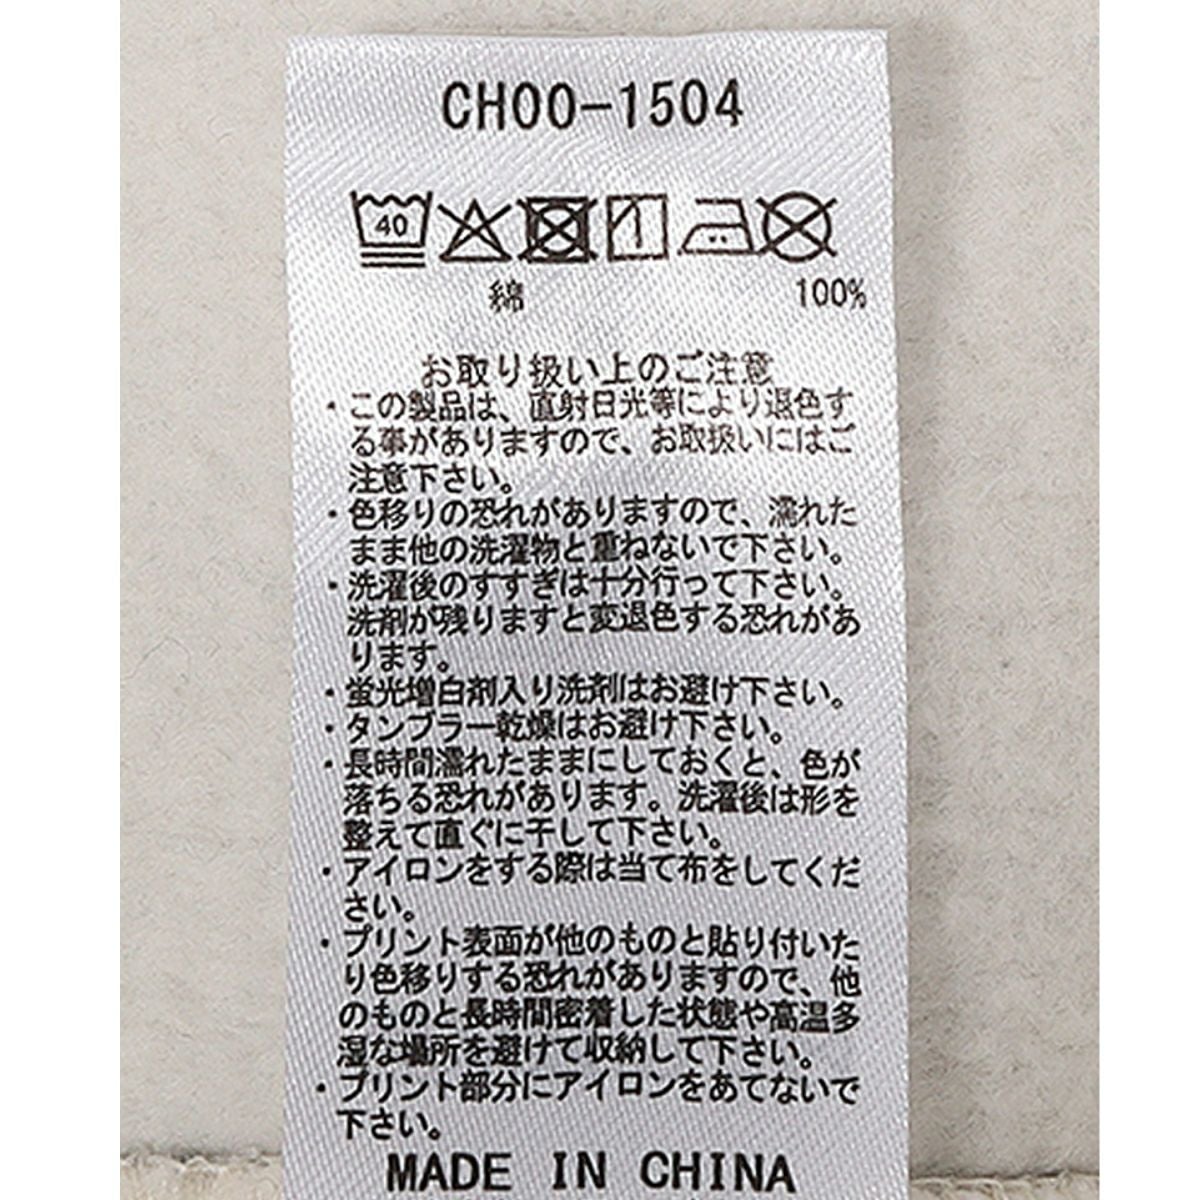 CH00-1504
40
綿 100%
お取り扱い上のご注意
・この製品は、直射日光等により退色す
る事がありますので、お取扱いにはご
注意下さい。
・色移りの恐れがありますので、濡れた
まま他の洗濯物と重ねないで下さい。
・洗濯後のすすぎは十分行って下さい。
洗剤が残りますと変退色する恐れがあ
ります。
・蛍光増白剤入り洗剤はお避け下さい。
・タンブラー乾燥はお避け下さい。
・長時間濡れたままにしておくと、色が
落ちる恐れがあります。洗濯後は形を
整えて直ぐに干して下さい。
・アイロンをする際は当て布をしてくだ
さい。
・プリント表面が他のものと貼り付いた
り色移りする恐れがありますので、他
のものと長時間密着した状態や高温多
湿な場所を避けて収納して下さい。
・プリント部分にアイロンをあてないで
下さい。
MADE IN CHINA